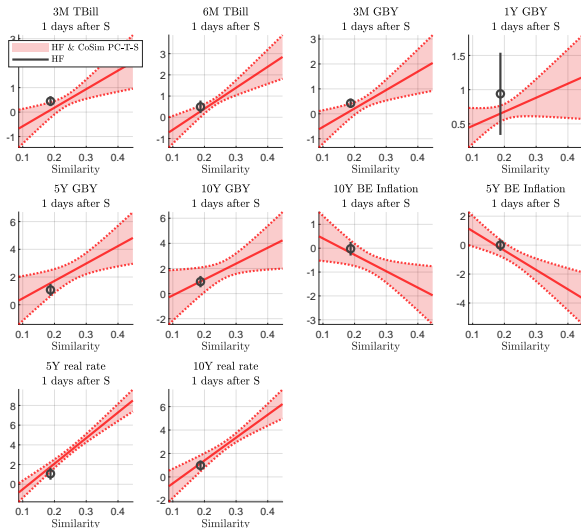 3M TBill
1 days after S
HF & CoSim PC-T-S
HF
3
2
1
0
-1
0.1 0.2 0.3 0.4
Similarity
6M TBill
1 days after S
4
3
2
1
0
-1
0.1 0.2 0.3 0.4
Similarity
3M GBY
1 days after S
3
2
1
0
-1
0.1 0.2 0.3 0.4
Similarity
1Y GBY
1 days after S
1.5
1
0.5
0.1 0.2 0.3 0.4
Similarity
5Y GBY
1 days after S
6
4
2
0
0.1 0.2 0.3 0.4
Similarity
10Y GBY
1 days after S
6
4
2
0
-2
0.1 0.2 0.3 0.4
Similarity
10Y BE Inflation
1 days after S
1
0
-1
-2
-3
0.1 0.2 0.3 0.4
Similarity
5Y BE Inflation
1 days after S
2
0
-2
-4
0.1 0.2 0.3 0.4
Similarity
5Y real rate
1 days after S
8
6
4
2
0
0.1 0.2 0.3 0.4
Similarity
10Y real rate
1 days after S
6
4
2
0
-2
0.1 0.2 0.3 0.4
Similarity